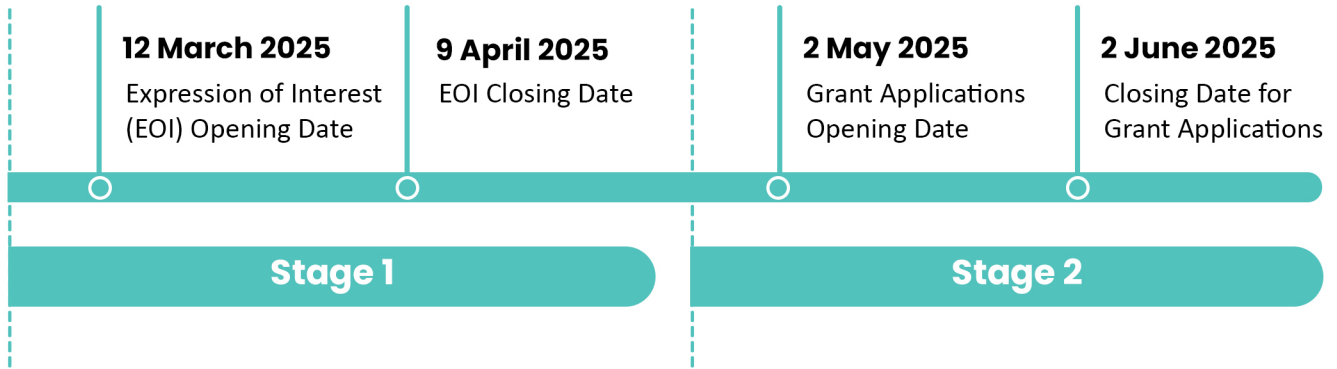 12 March 2025
Expression of Interest
(EOI) Opening Date
9 April 2025
EOI Closing Date
2 May 2025
Grant Applications
Opening Date
2 June 2025
Closing Date for
Grant Applications
Stage 1
Stage 2